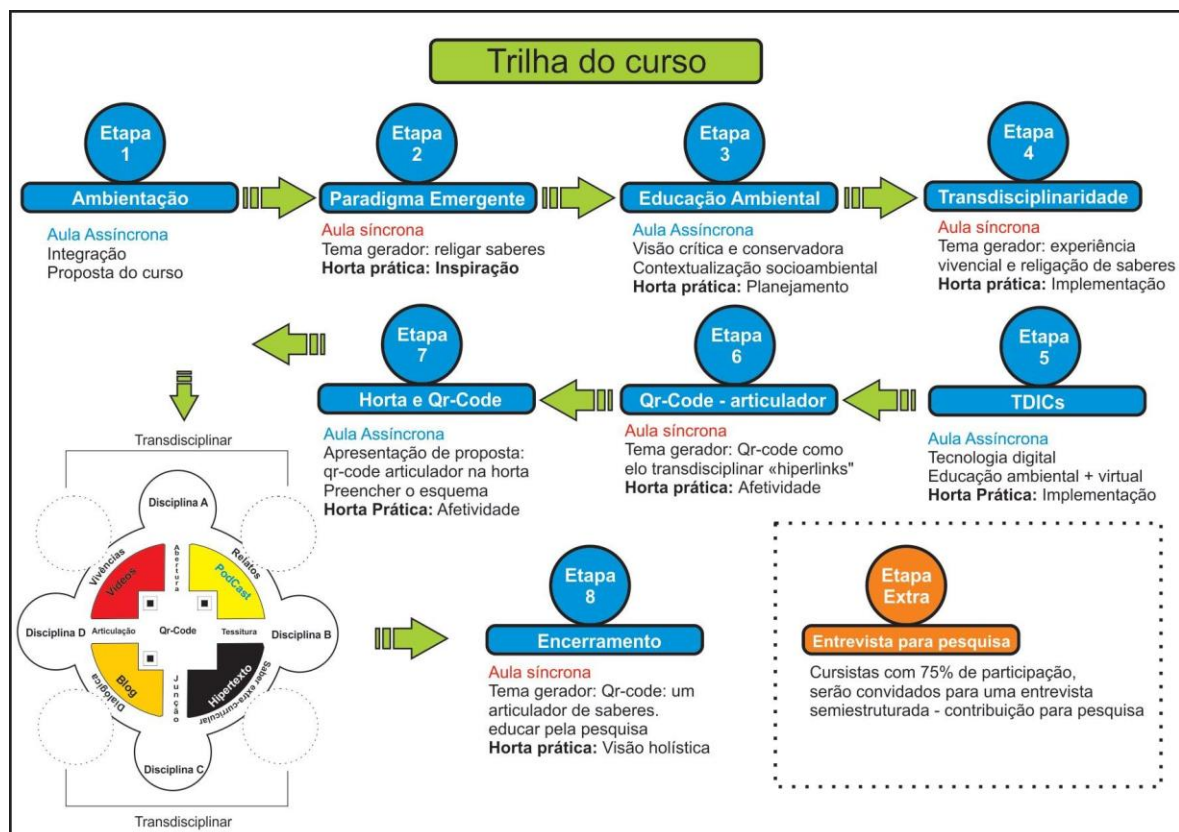 Trilha do curso
Etapa
1
Ambientação
Aula Assíncrona
Integração
Proposta do curso
Etapa
2
Paradigma Emergente
Aula síncrona
Tema gerador: religar saberes
Horta prática: Inspiração
Etapa
3
Educação Ambiental
Aula Assíncrona
Visão crítica e conservadora
Contextualização socioambiental
Horta prática: Planejamento
Etapa
4
Transdisciplinaridade
Aula síncrona
Tema gerador: experiência
vivencial e religação de saberes
Horta prática: Implementação
Etapa
5
TDICs
Aula Assíncrona
Tecnologia digital
Educação ambiental + virtual
Horta Prática: Implementação
Etapa
6
Qr-Code - articulador
Aula síncrona
Tema gerador: Qr-code como
elo transdisciplinar «hiperlinks"
Horta prática: Afetividade
Etapa
7
Horta e Qr-Code
Aula Assíncrona
Apresentação de proposta:
qr-code articulador na horta
Preencher o esquema
Horta Prática: Afetividade
Transdisciplinar
Disciplina A
Vivências
Vídeos
Abertura
PodCast
Relatos
Disciplina D
Articulação
Qr-Code
Tessitura
Disciplina B
Dialógica
Blog
Junção
Hipertexto
Saber extra-curricular
Disciplina C
Transdisciplinar
Etapa
8
Encerramento
Aula síncrona
Tema gerador: Qr-code: um
articulador de saberes.
educar pela pesquisa
Horta prática: Visão holística
Etapa
Extra
Entrevista para pesquisa
Cursistas com 75% de participação,
serão convidados para uma entrevista
semiestruturada - contribuição para pesquisa